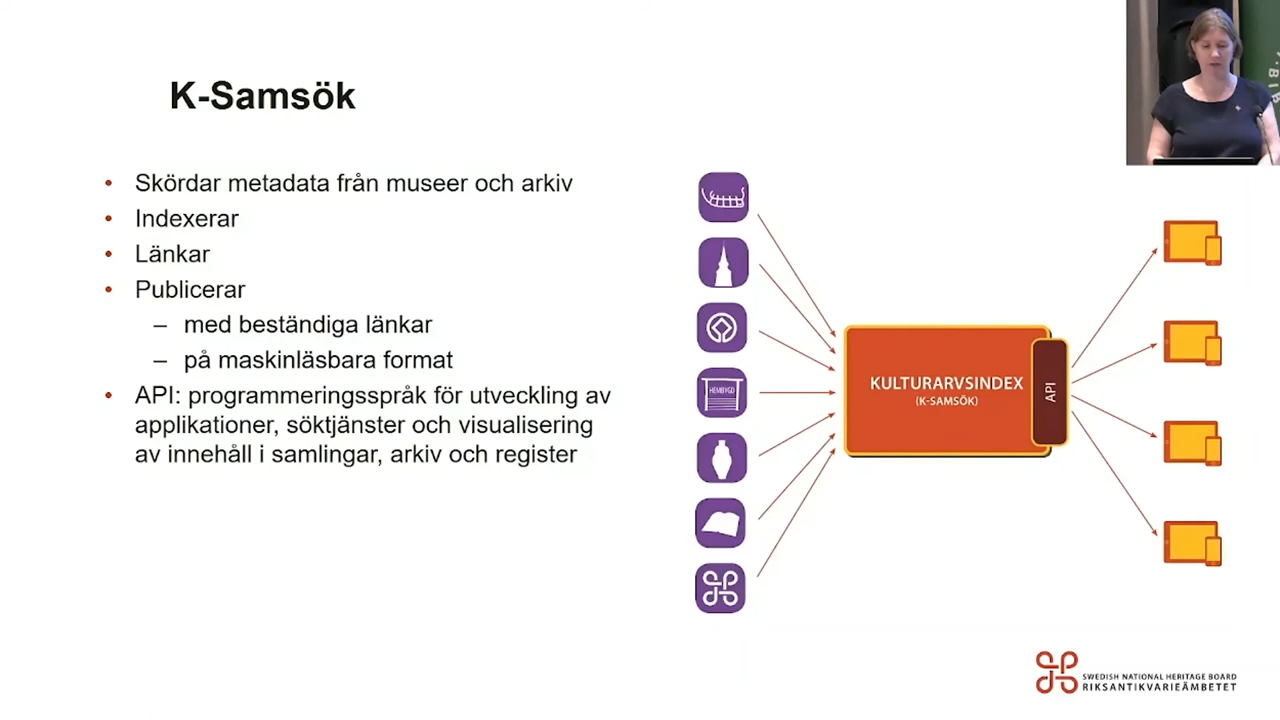 K-Samsök
• Skördar metadata från museer och arkiv
• Indexerar
• Länkar
• Publicerar
– med beständiga länkar
– på maskinläsbara format
• API: programmeringsspråk för utveckling av
applikationer, söktjänster och visualisering
av innehåll i samlingar, arkiv och register
HEMBYGD
KULTURARVSINDEX
(K-SAMSÖK)
API
SWEDISH NATIONAL HERITAGE BOARD
RIKSANTIKVARIEÄMBETET